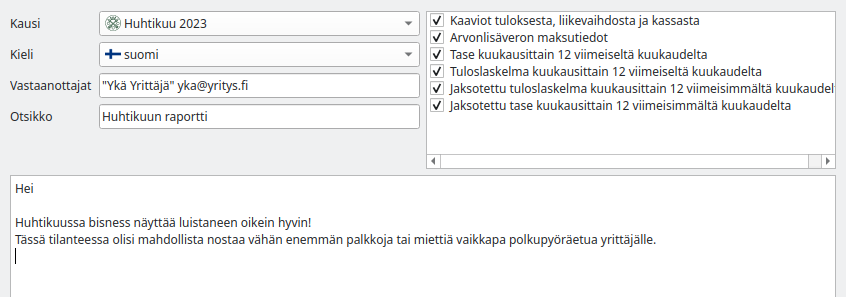 Kausi
Huhtikuu 2023
Kieli
suomi
Vastaanottajat
"Ykä Yrittäjä" yka@yritys.fi
Otsikko
Huhtikuun raportti
Kaaviot tuloksesta, liikevaihdosta ja kassasta
Arvonlisäveron maksutiedot
Tase kuukausittain 12 viimeiseltä kuukaudelta
Tuloslaskelma kuukausittain 12 viimeiseltä kuukaudelta
Jaksotettu tuloslaskelma kuukausittain 12 viimeisimmältä kuukaudel
Jaksotettu tase kuukausittain 12 viimeisimmältä kuukaudelta
Hei
Huhtikuussa bisness näyttää luistaneen oikein hyvin!
Tässä tilanteessa olisi mahdollista nostaa vähän enemmän palkkoja tai miettiä vaikkapa polkupyöräetua yrittäjälle.